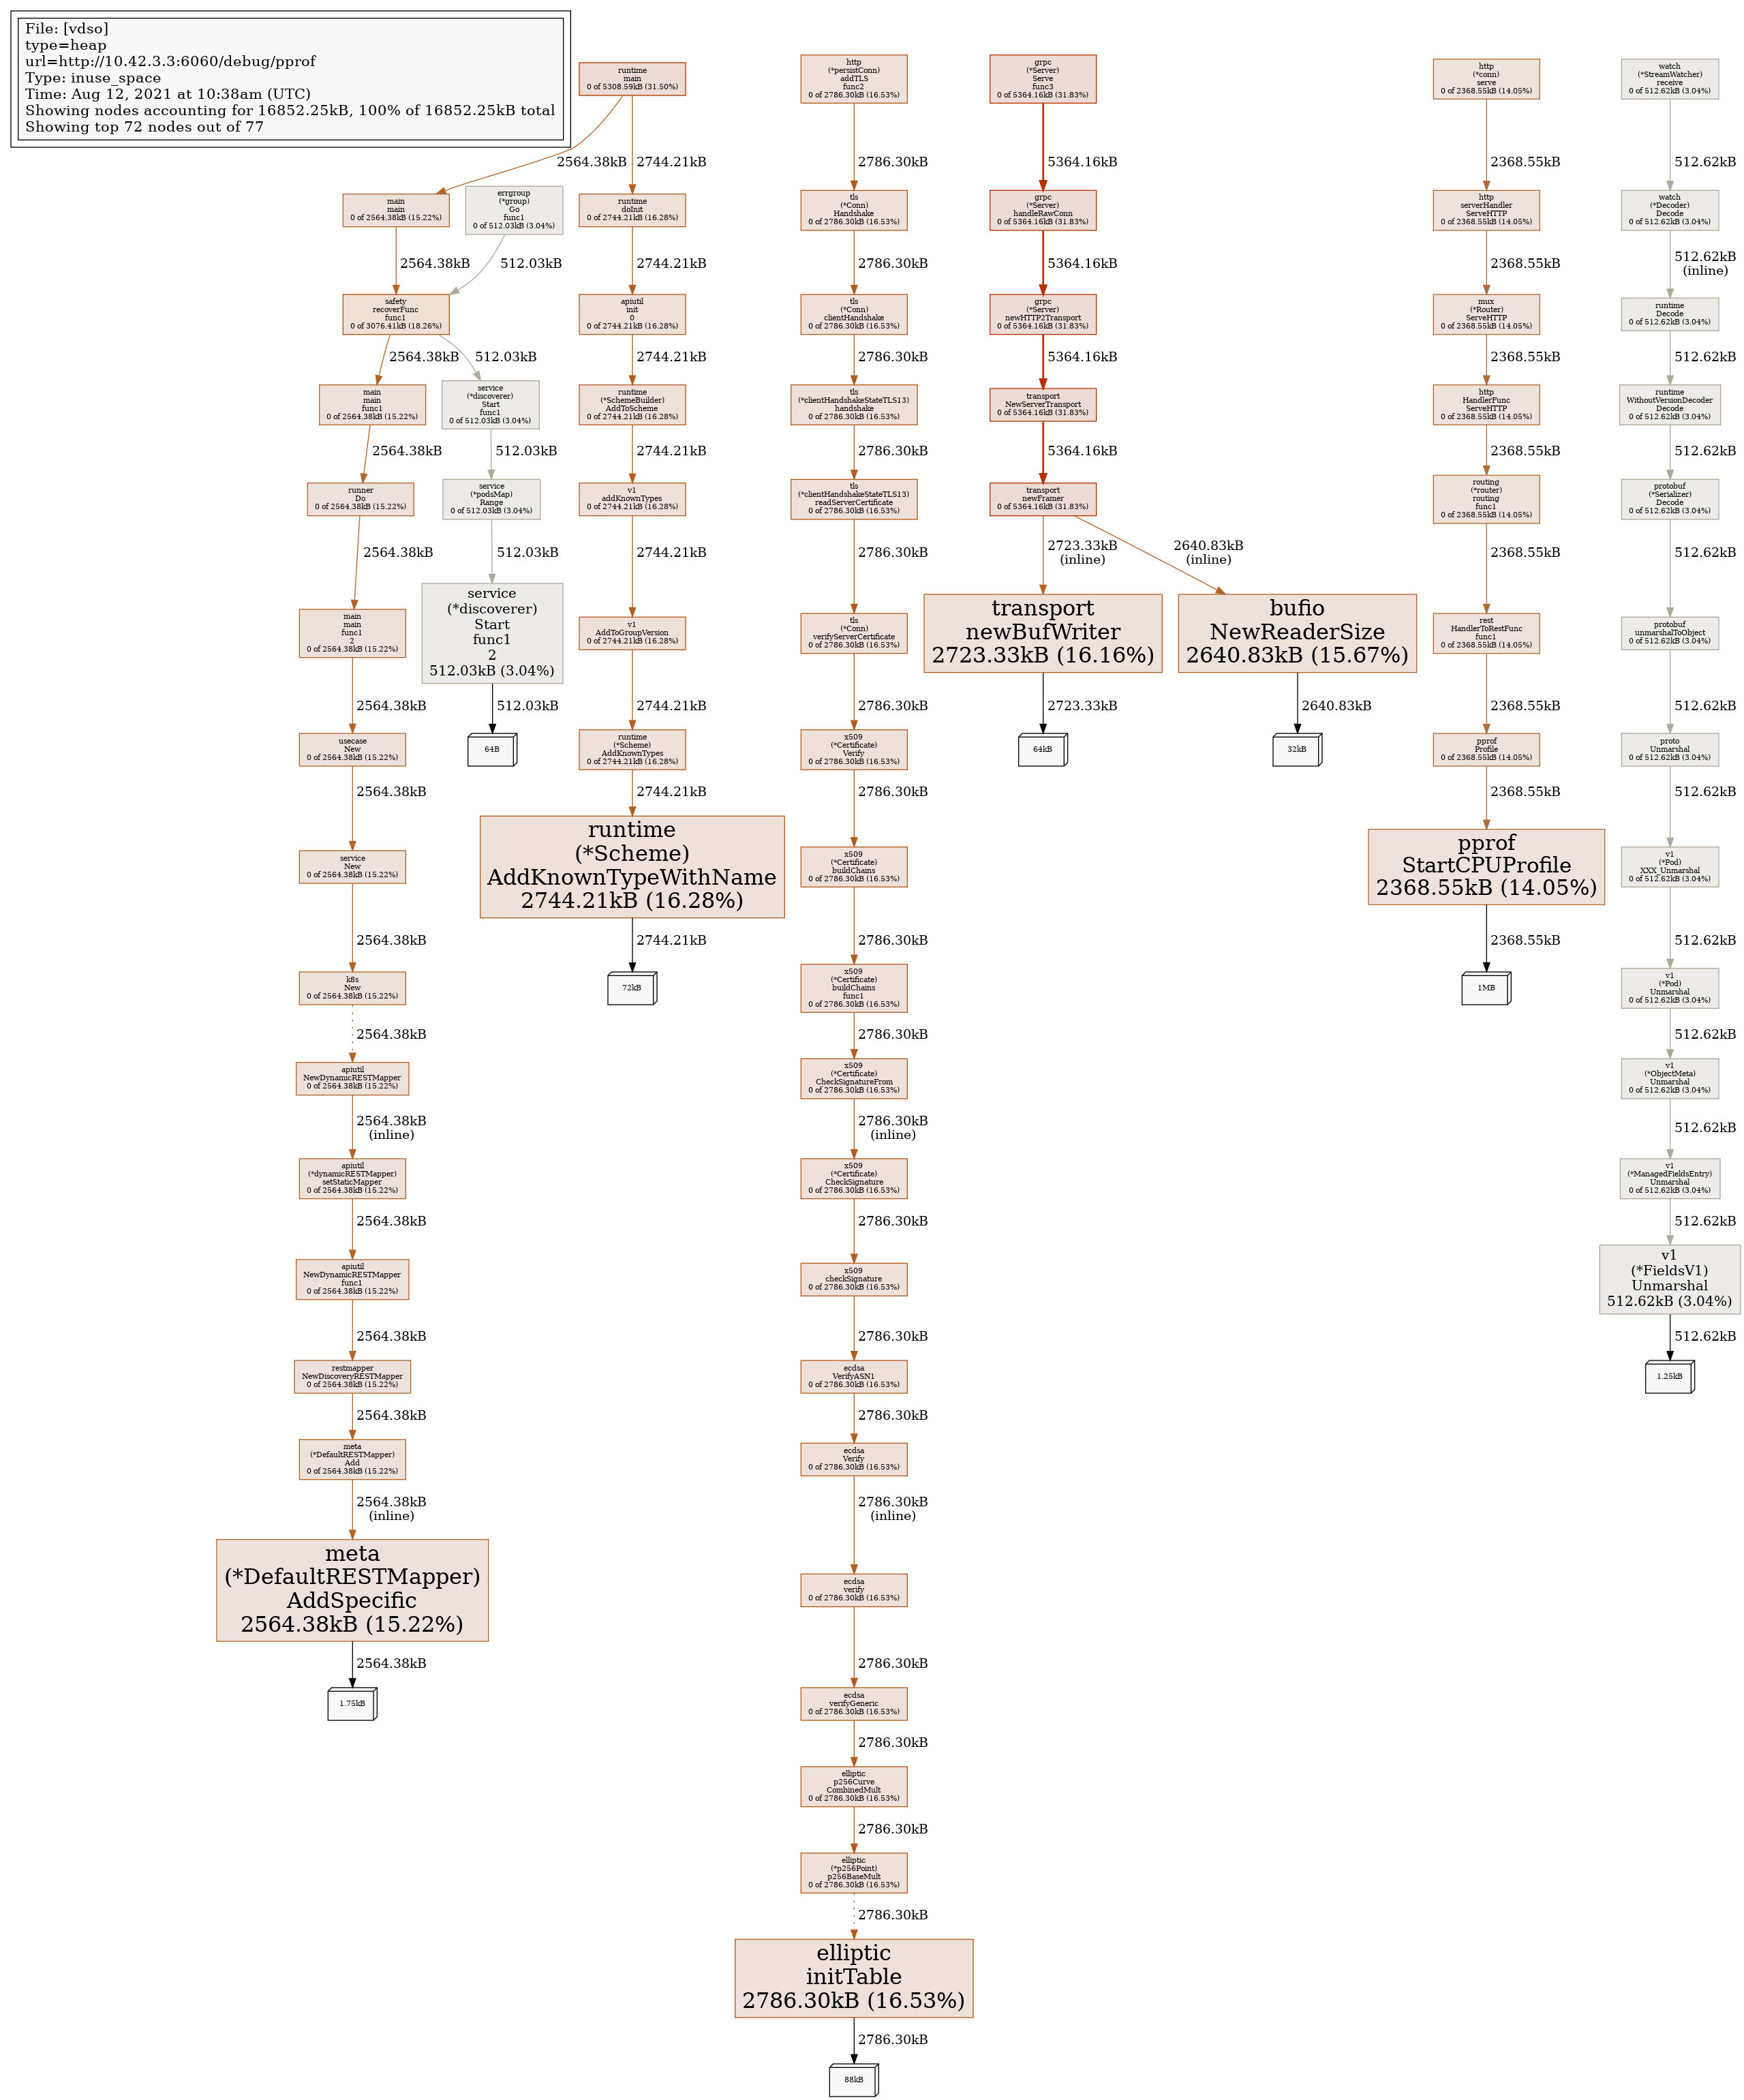 File: [vdso]
type=heap
url=http://10.42.3.3:6060/debug/pprof
Type: inuse_space
Time: Aug 12, 2021 at 10:38am (UTC)
Showing nodes accounting for 16852.25kB, 100% of 16852.25kB total
Showing top 72 nodes out of 77
runtime
main
0 of 5308.59kB (31.50%)
2564.38kB
2744.21kB
main
main
0 of 2564.38kB (15.22%)
errgroup
(*group)
Go
func1
0 of 512.03kB (3.04%)
2564.38kB
512.03kB
safety
recoverFunc
func1
0 of 3076.41kB (18.26%)
2564.38kB
512.03kB
main
main
func1
0 of 2564.38kB (15.22%)
service
(*discoverer)
Start
func1
0 of 512.03kB (3.04%)
2564.38kB
512.03kB
runner
Do
0 of 2564.38kB (15.22%)
service
(*podsMap)
Range
0 of 512.03kB (3.04%)
2564.38kB
512.03kB
main
main
func1
2
0 of 2564.38kB (15.22%)
service
(*discoverer)
Start
func1
2
512.03kB (3.04%)
2564.38kB
512.03kB
64B
usecase
New
0 of 2564.38kB (15.22%)
2564.38kB
service
New
0 of 2564.38kB (15.22%)
2564.38kB
k8s
New
0 of 2564.38kB (15.22%)
2564.38kB
apiutil
NewDynamicRESTMapper
0 of 2564.38kB (15.22%)
2564.38kB
(inline)
apiutil
(*dynamicRESTMapper)
setStaticMapper
0 of 2564.38kB (15.22%)
2564.38kB
apiutil
NewDynamicRESTMapper
func1
0 of 2564.38kB (15.22%)
2564.38kB
restmapper
NewDiscoveryRESTMapper
0 of 2564.38kB (15.22%)
2564.38kB
meta
(*DefaultRESTMapper)
Add
0 of 2564.38kB (15.22%)
2564.38kB
(inline)
meta
(*DefaultRESTMapper)
AddSpecific
2564.38kB (15.22%)
2564.38kB
1.75kB
runtime
doInit
0 of 2744.21kB (16.28%)
2744.21kB
apiutil
init
0
0 of 2744.21kB (16.28%)
2744.21kB
runtime
(*SchemeBuilder)
AddToScheme
0 of 2744.21kB (16.28%)
2744.21kB
v1
addKnownTypes
0 of 2744.21kB (16.28%)
2744.21kB
v1
AddToGroupVersion
0 of 2744.21kB (16.28%)
2744.21kB
runtime
(*Scheme)
AddKnownTypes
0 of 2744.21kB (16.28%)
2744.21kB
runtime
(*Scheme)
AddKnownTypeWithName
2744.21kB (16.28%)
2744.21kB
72kB
http
(*persistConn)
addTLS
func2
0 of 2786.30kB (16.53%)
2786.30kB
tls
(*Conn)
Handshake
0 of 2786.30kB (16.53%)
2786.30kB
tls
(*Conn)
clientHandshake
0 of 2786.30kB (16.53%)
2786.30kB
tls
(*clientHandshakeStateTLS13)
handshake
0 of 2786.30kB (16.53%)
2786.30kB
tls
(*clientHandshakeStateTLS13)
readServerCertificate
0 of 2786.30kB (16.53%)
2786.30kB
tls
(*Conn)
verifyServerCertificate
0 of 2786.30kB (16.53%)
2786.30kB
x509
(*Certificate)
Verify
0 of 2786.30kB (16.53%)
2786.30kB
x509
(*Certificate)
buildChains
0 of 2786.30kB (16.53%)
2786.30kB
x509
(*Certificate)
buildChains
func1
0 of 2786.30kB (16.53%)
2786.30kB
x509
(*Certificate)
CheckSignatureFrom
0 of 2786.30kB (16.53%)
2786.30kB
(inline)
x509
(*Certificate)
CheckSignature
0 of 2786.30kB (16.53%)
2786.30kB
x509
checkSignature
0 of 2786.30kB (16.53%)
2786.30kB
ecdsa
VerifyASN1
0 of 2786.30kB (16.53%)
2786.30kB
ecdsa
Verify
0 of 2786.30kB (16.53%)
2786.30kB
(inline)
ecdsa
verify
0 of 2786.30kB (16.53%)
2786.30kB
ecdsa
verifyGeneric
0 of 2786.30kB (16.53%)
2786.30kB
elliptic
p256Curve
CombinedMult
0 of 2786.30kB (16.53%)
2786.30kB
elliptic
(*p256Point)
p256BaseMult
0 of 2786.30kB (16.53%)
2786.30kB
elliptic
initTable
2786.30kB (16.53%)
2786.30kB
88kB
grpc
(*Server)
Serve
func3
0 of 5364.16kB (31.83%)
5364.16kB
grpc
(*Server)
handleRawConn
0 of 5364.16kB (31.83%)
5364.16kB
grpc
(*Server)
newHTTP2Transport
0 of 5364.16kB (31.83%)
5364.16kB
transport
NewServerTransport
0 of 5364.16kB (31.83%)
5364.16kB
transport
newFramer
0 of 5364.16kB (31.83%)
2723.33kB
(inline)
2640.83kB
(inline)
transport
newBufWriter
2723.33kB (16.16%)
bufio
NewReaderSize
2640.83kB (15.67%)
2723.33kB
2640.83kB
64kB
32kB
http
(*conn)
serve
0 of 2368.55kB (14.05%)
2368.55kB
http
serverHandler
ServeHTTP
0 of 2368.55kB (14.05%)
2368.55kB
mux
(*Router)
ServeHTTP
0 of 2368.55kB (14.05%)
2368.55kB
http
HandlerFunc
ServeHTTP
0 of 2368.55kB (14.05%)
2368.55kB
routing
(*router)
routing
func1
0 of 2368.55kB (14.05%)
2368.55kB
rest
HandlerToRestFunc
func1
0 of 2368.55kB (14.05%)
2368.55kB
pprof
Profile
0 of 2368.55kB (14.05%)
2368.55kB
pprof
StartCPUProfile
2368.55kB (14.05%)
2368.55kB
1MB
watch
(*StreamWatcher)
receive
0 of 512.62kB (3.04%)
512.62kB
watch
(*Decoder)
Decode
0 of 512.62kB (3.04%)
512.62kB
(inline)
runtime
Decode
0 of 512.62kB (3.04%)
512.62kB
runtime
WithoutVersionDecoder
Decode
0 of 512.62kB (3.04%)
512.62kB
protobuf
(*Serializer)
Decode
0 of 512.62kB (3.04%)
512.62kB
protobuf
unmarshalToObject
0 of 512.62kB (3.04%)
512.62kB
proto
Unmarshal
0 of 512.62kB (3.04%)
512.62kB
v1
(*Pod)
XXX_Unmarshal
0 of 512.62kB (3.04%)
512.62kB
v1
(*Pod)
Unmarshal
0 of 512.62kB (3.04%)
512.62kB
v1
(*ObjectMeta)
Unmarshal
0 of 512.62kB (3.04%)
512.62kB
v1
(*ManagedFieldsEntry)
Unmarshal
0 of 512.62kB (3.04%)
512.62kB
v1
(*FieldsV1)
Unmarshal
512.62kB (3.04%)
512.62kB
1.25kB